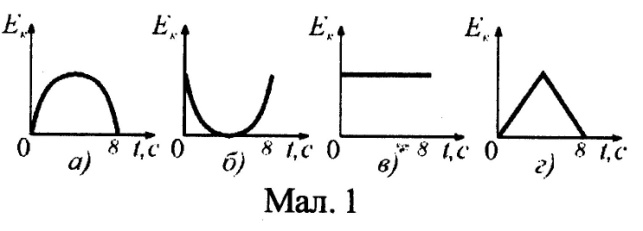 Eк Eк Eк Eк
0 8 t,c 0 8 t,c 0 8 t,c 0 8 t,c
а) б) в) г)
Мал. 1